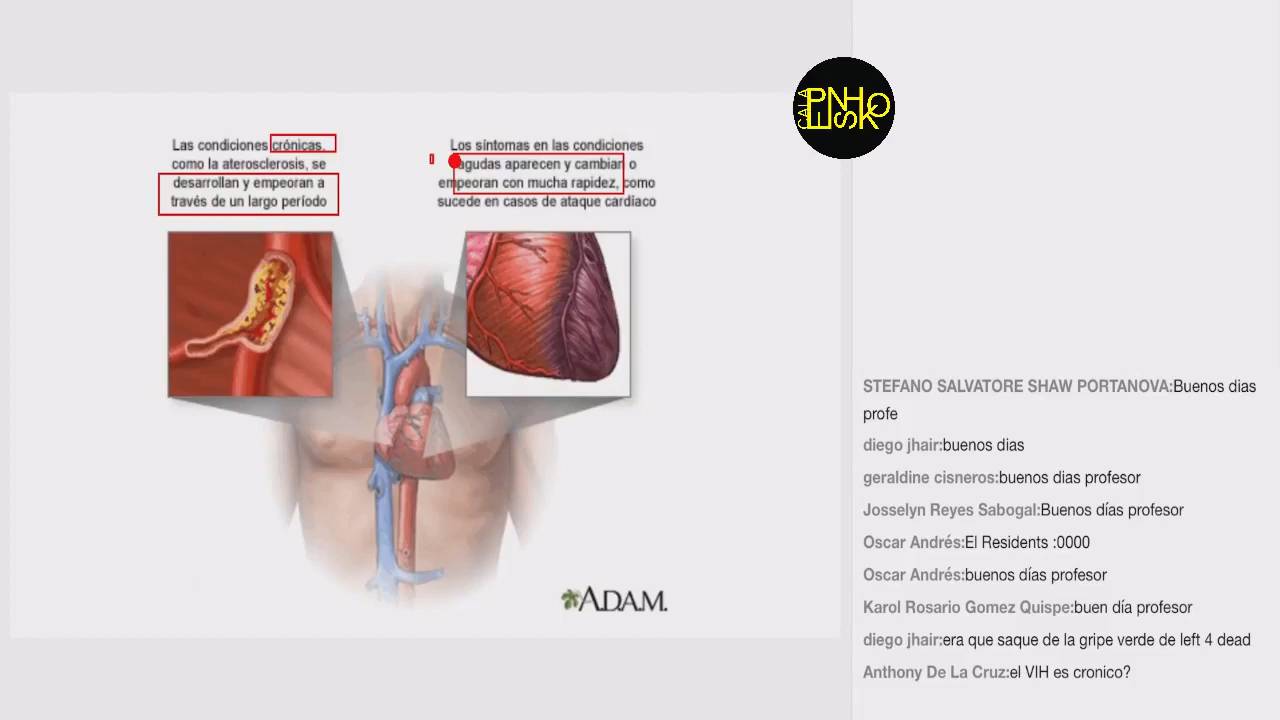 Las condiciones crónicas,
como la aterosclerosis, se
desarrollan y empeoran a
través de un largo período
Los síntomas en las condiciones
agudas aparecen y cambian o
empeoran con mucha rapidez, como
sucede en casos de ataque cardíaco
A.D.A.M.
STEFANO SALVATORE SHAW PORTANOVA:Buenos dias
profe
diego jhair:buenos dias
geraldine cisneros:buenos dias profesor
Josselyn Reyes Sabogal:Buenos días profesor
Oscar Andrés:El Residents :0000
Oscar Andrés:buenos días profesor
Karol Rosario Gomez Quispe:buen día profesor
diego jhair:era que saque de la gripe verde de left 4 dead
Anthony De La Cruz:el VIH es cronico?